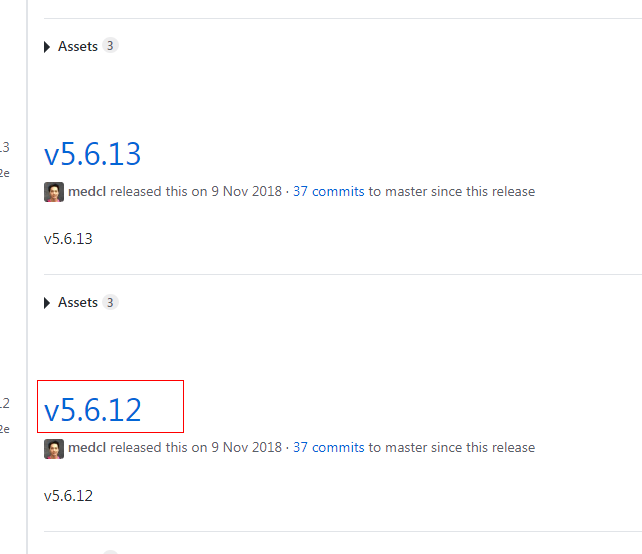 Assets 3
13
v5.6.13
2e
medcl released this on 9 Nov 2018 · 37 commits to master since this release
v5.6.13
Assets 3
12
v5.6.12
2e
medcl released this on 9 Nov 2018 · 37 commits to master since this release
v5.6.12